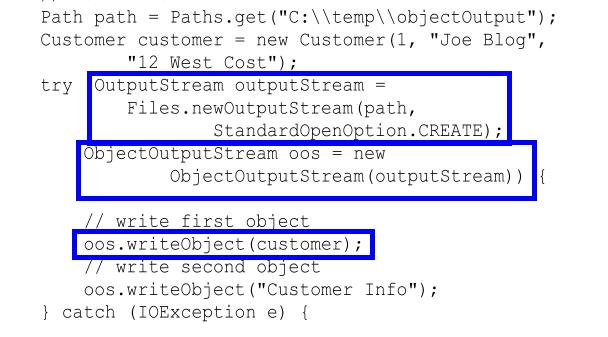 Path path = Paths.get("C:\\temp\\objectOutput");
Customer customer = new Customer(1, "Joe Blog",
"12 West Cost");
try OutputStream outputStream =
Files.newOutputStream(path,
StandardOpenOption.CREATE);
ObjectOutputStream oos = new
ObjectOutputStream(outputStream)) {
// write first object
oos.writeObject(customer);
// write second object
oos.writeObject("Customer Info");
} catch (IOException e) {